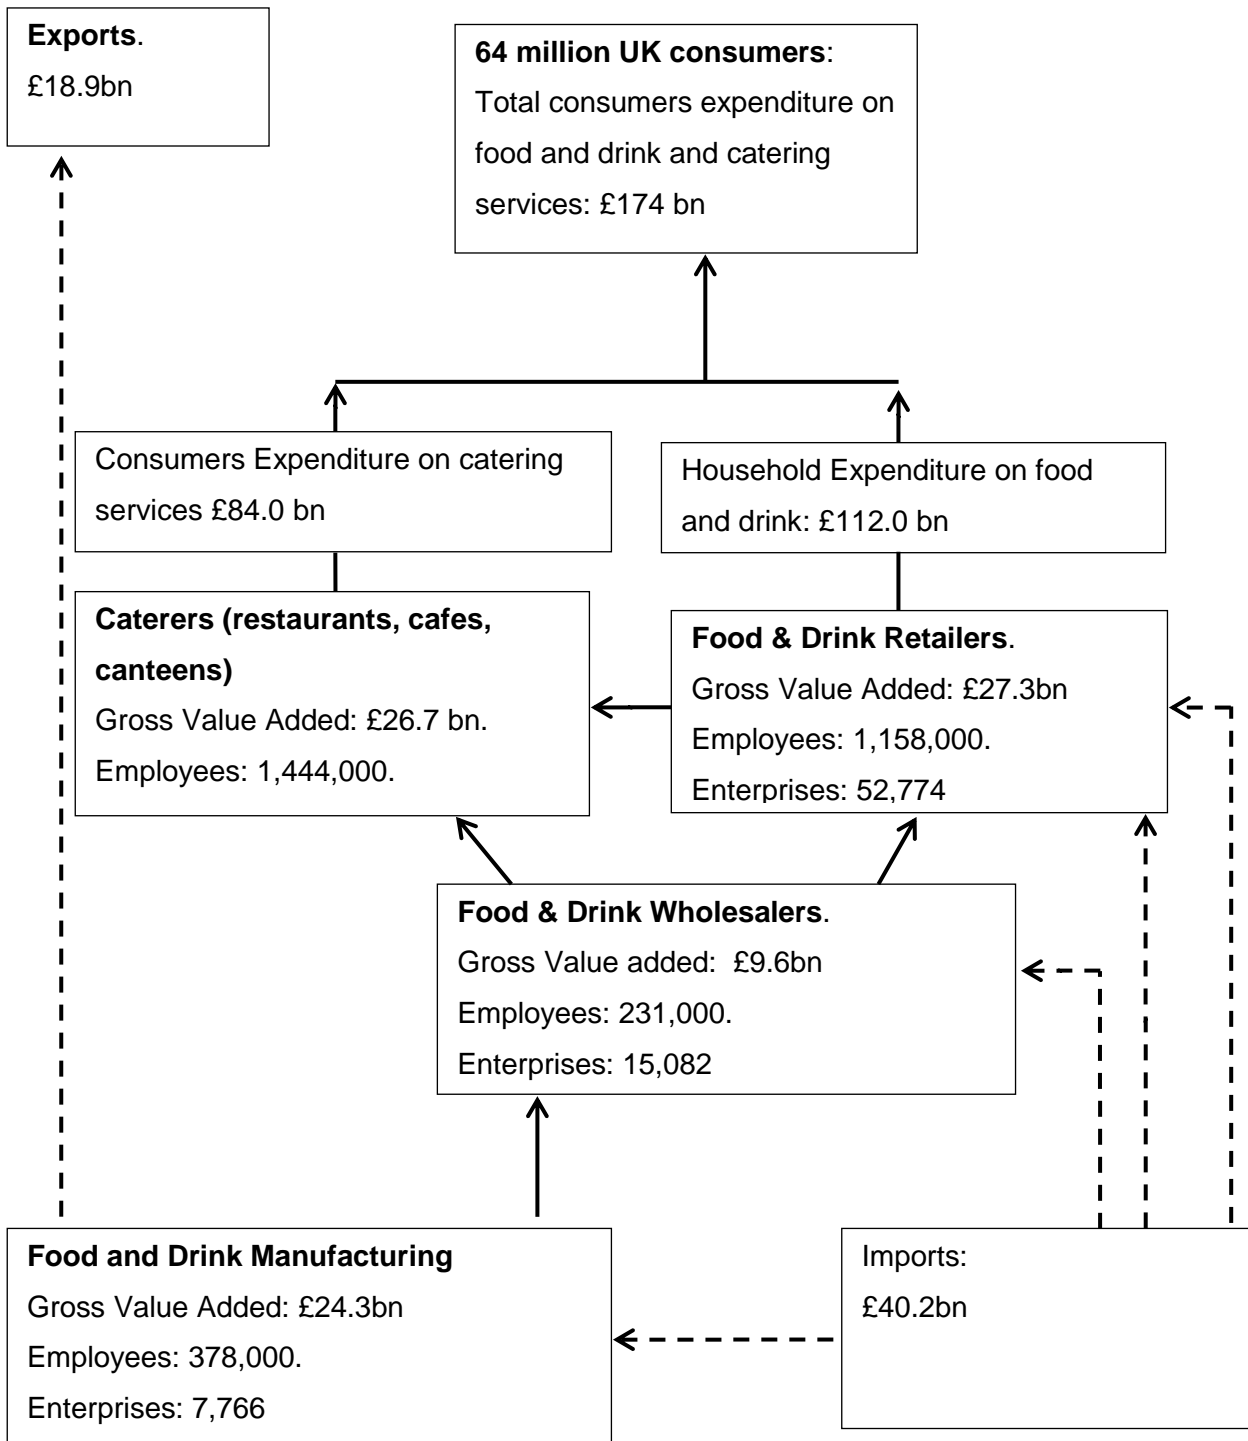 Exports.
£18.9bn
64 million UK consumers:
Total consumers expenditure on
food and drink and catering
services: £174 bn
Consumers Expenditure on catering
services £84.0 bn
Household Expenditure on food
and drink: £112.0 bn
Caterers (restaurants, cafes,
canteens)
Gross Value Added: £26.7 bn.
Employees: 1,444,000.
Food & Drink Retailers.
Gross Value Added: £27.3bn
Employees: 1,158,000.
Enterprises: 52,774
Food & Drink Wholesalers.
Gross Value added:  £9.6bn
Employees: 231,000.
Enterprises: 15,082
Food and Drink Manufacturing
Gross Value Added: £24.3bn
Employees: 378,000.
Enterprises: 7,766
Imports:
£40.2bn